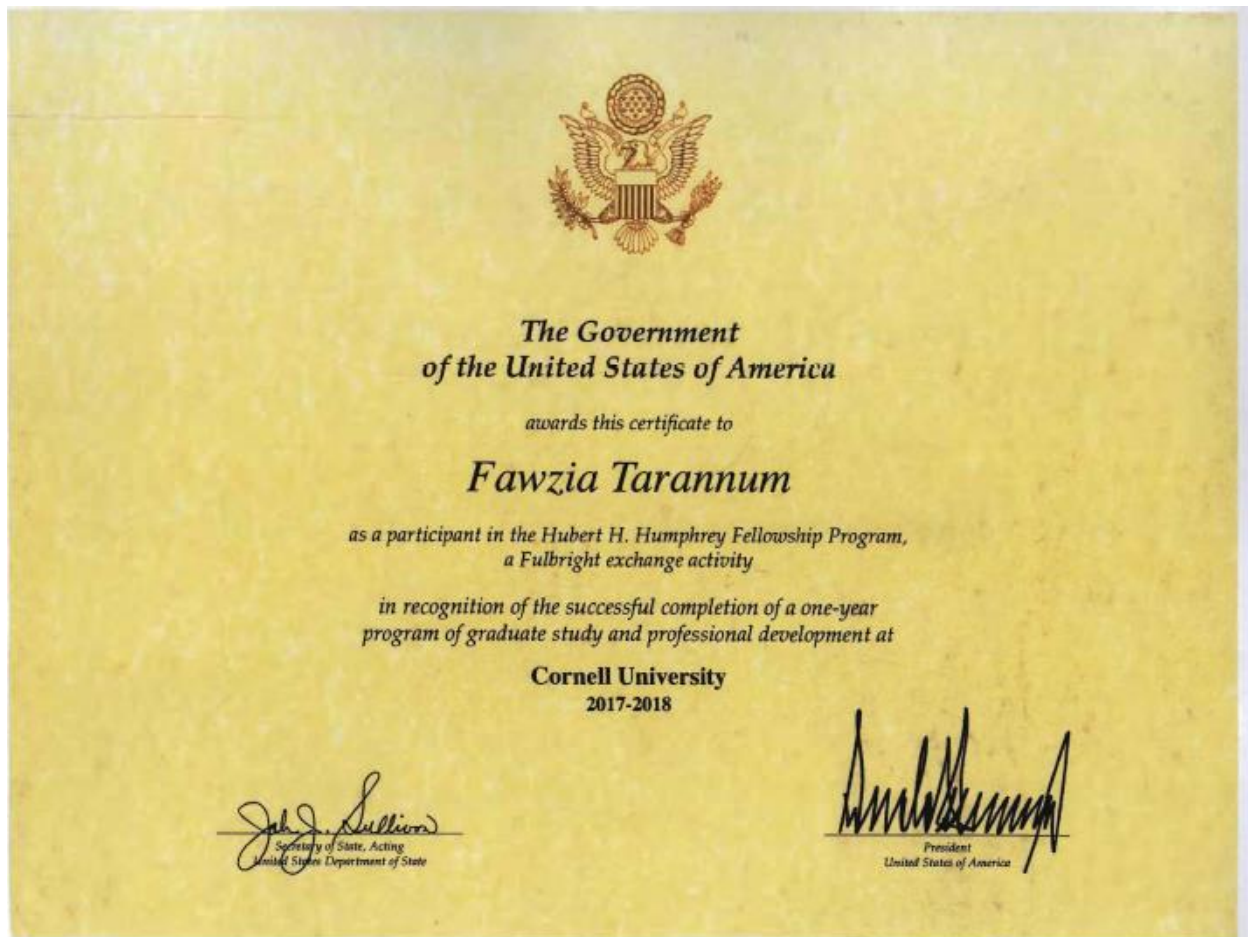 The Government
of the United States of America
awards this certificate to
Fawzia Tarannum
as a participant in the Hubert H. Humphrey Fellowship Program,
a Fulbright exchange activity
in recognition of the successful completion of a one-year
program of graduate study and professional development at
Cornell University
2017-2018
John J. Sullivan
Secretary of State, Acting
United States Department of State
President
United States of America